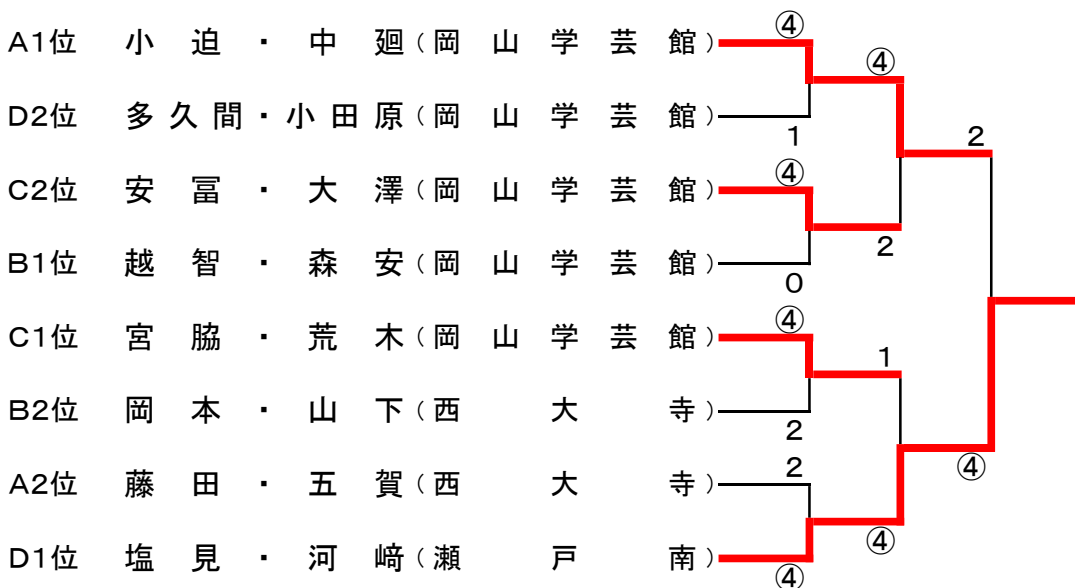 ④
A1位 小迫・中廻(岡山学芸館)
④
D2位 多久間・小田原(岡山学芸館)
1
2
④
C2位 安冨・大澤(岡山学芸館)
2
B1位 越智・森安(岡山学芸館)
0
④
C1位 宮脇・荒木(岡山学芸館)
1
B2位 岡本・山下(西大寺)
2
2
④
A2位 藤田・五賀(西大寺)
④
D1位 塩見・河﨑(瀬戸南)
④